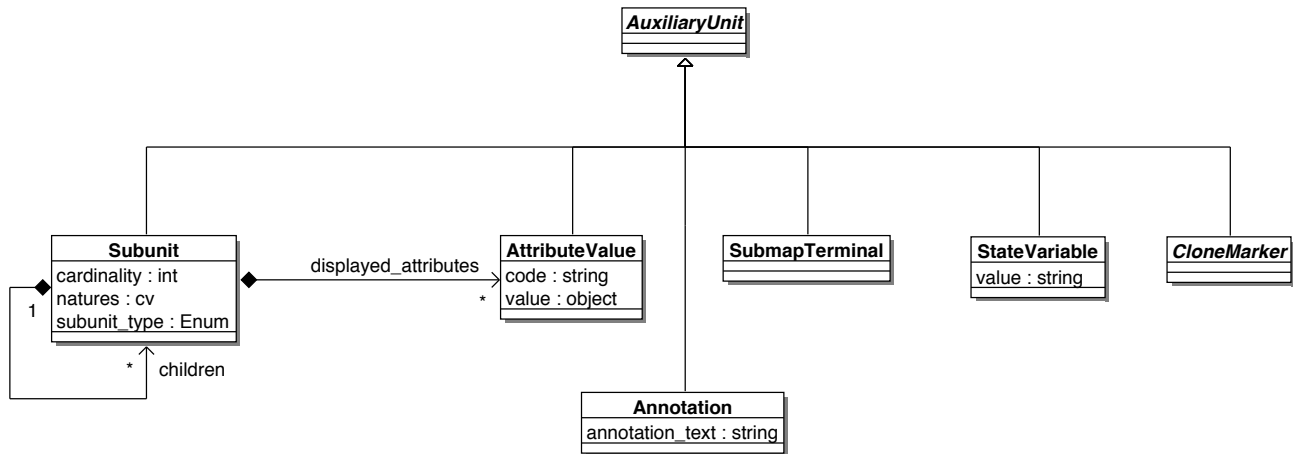 AuxiliaryUnit
Subunit
cardinality : int
natures : cv
subunit_type : Enum
1
* children
displayed_attributes
*
AttributeValue
code : string
value : object
SubmapTerminal
StateVariable
value : string
CloneMarker
Annotation
annotation_text : string